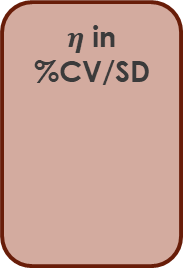 η in
%CV/SD